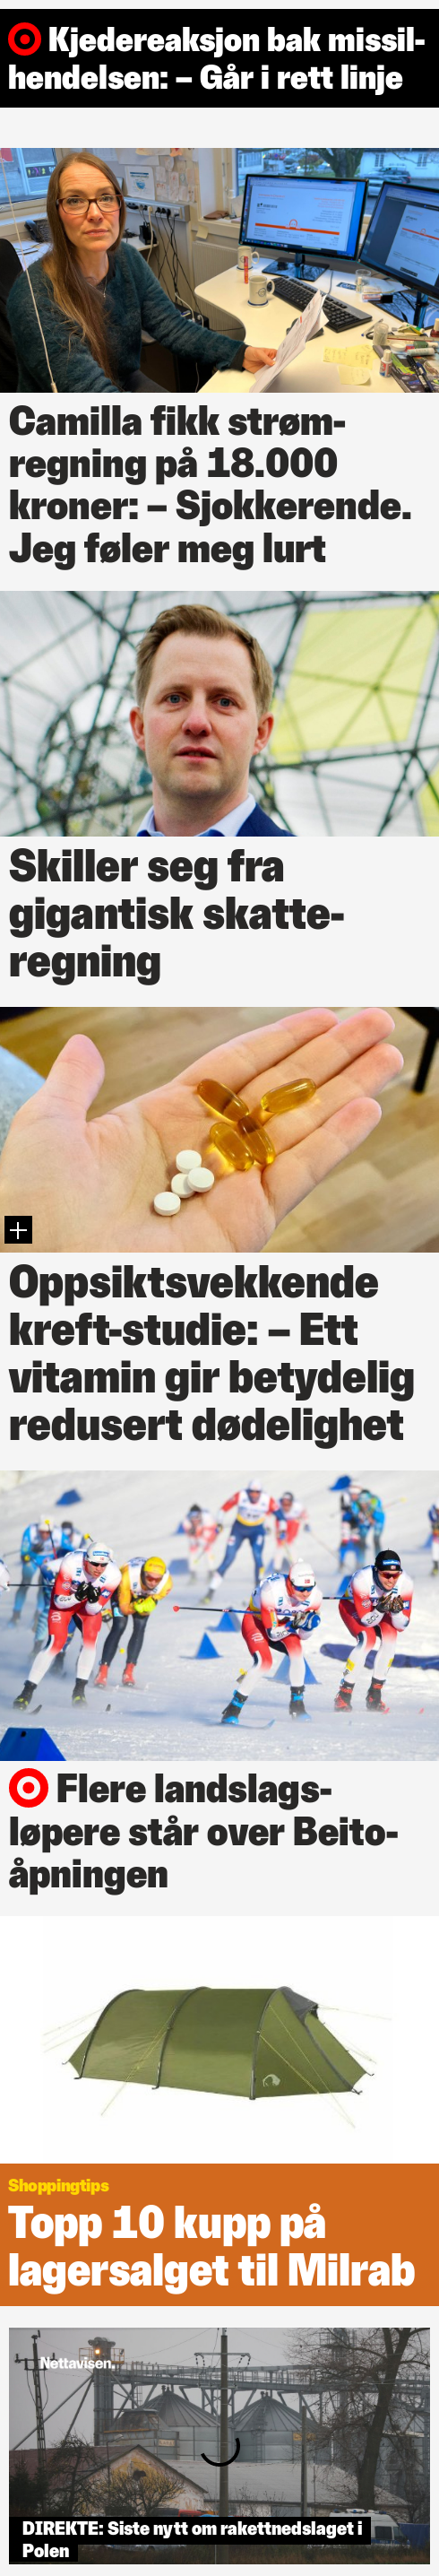 Kjedereaksjon bak missil-
hendelsen: – Går i rett linje
Camilla fikk strøm-
regning på 18.000
kroner: – Sjokkerende.
Jeg føler meg lurt
Skiller seg fra
gigantisk skatte-
regning
Oppsiktsvekkende
kreft-studie: – Ett
vitamin gir betydelig
redusert dødelighet
Flere landslags-
løpere står over Beito-
åpningen
Shoppingtips
Topp 10 kupp på
lagersalget til Milrab
Nettavisen.
DIREKTE: Siste nytt om rakettnedslaget i
Polen